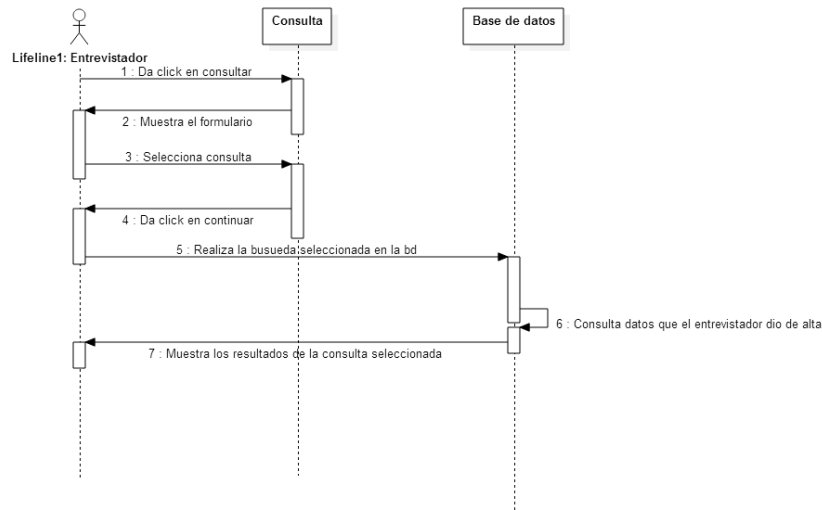 Consulta
Base de datos
Lifeline1: Entrevistador
1 : Da click en consultar
2 : Muestra el formulario
3 : Selecciona consulta
4 : Da click en continuar
5 : Realiza la busueda seleccionada en la bd
6 : Consulta datos que el entrevistador dio de alta
7 : Muestra los resultados de la consulta seleccionada